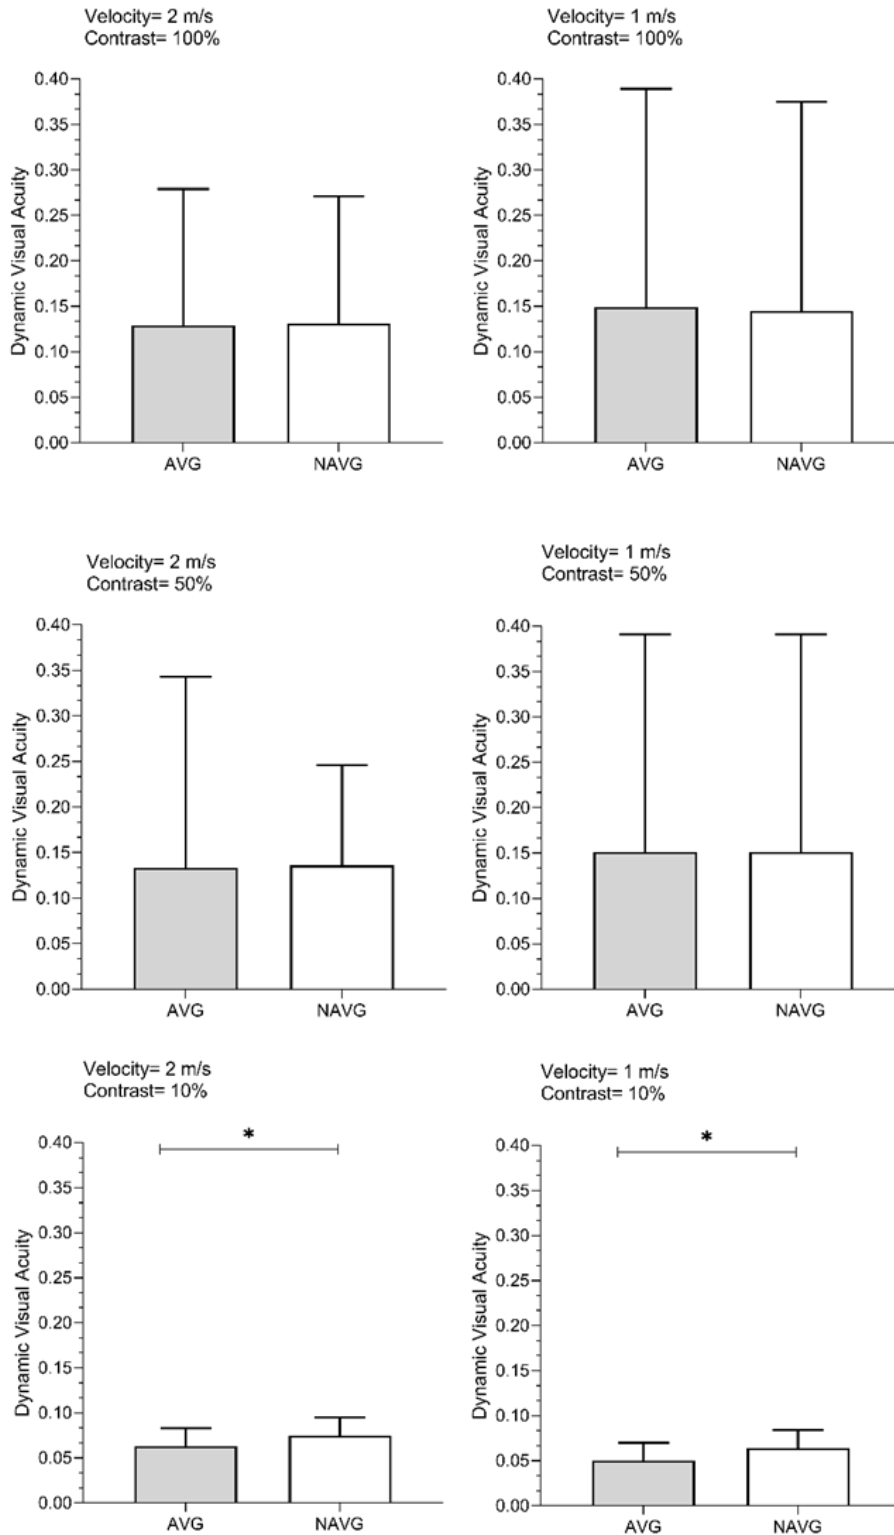 Velocity= 2 m/s
Contrast= 100%
Dynamic Visual Acuity
0.40
0.35
0.30
0.25
0.20
0.15
0.10
0.05
0.00
AVG NAVG
Velocity= 1 m/s
Contrast= 100%
Dynamic Visual Acuity
0.40
0.35
0.30
0.25
0.20
0.15
0.10
0.05
0.00
AVG NAVG
Velocity= 2 m/s
Contrast= 50%
Dynamic Visual Acuity
0.40
0.35
0.30
0.25
0.20
0.15
0.10
0.05
0.00
AVG NAVG
Velocity= 1 m/s
Contrast= 50%
Dynamic Visual Acuity
0.40
0.35
0.30
0.25
0.20
0.15
0.10
0.05
0.00
AVG NAVG
Velocity= 2 m/s
Contrast= 10%
*
Dynamic Visual Acuity
0.40
0.35
0.30
0.25
0.20
0.15
0.10
0.05
0.00
AVG NAVG
Velocity= 1 m/s
Contrast= 10%
*
Dynamic Visual Acuity
0.40
0.35
0.30
0.25
0.20
0.15
0.10
0.05
0.00
AVG NAVG